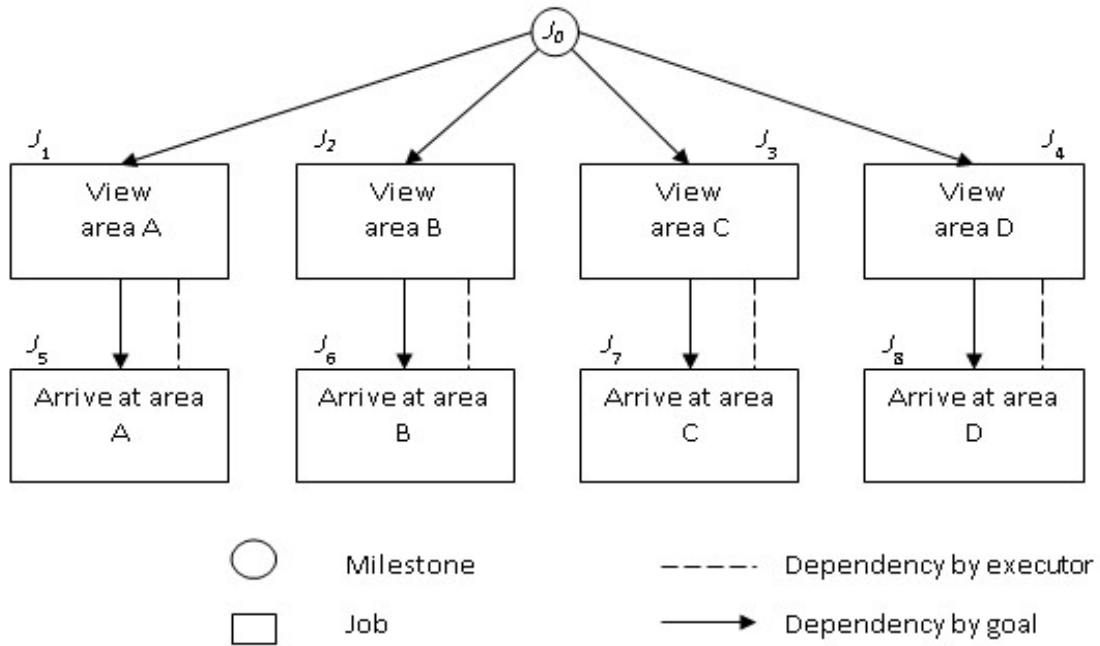 J0
J1
J2
J3
J4
View
area A
View
area B
View
area C
View
area D
J5
J6
J7
J8
Arrive at area
A
Arrive at area
B
Arrive at area
C
Arrive at area
D
Milestone
Dependency by executor
Job
Dependency by goal